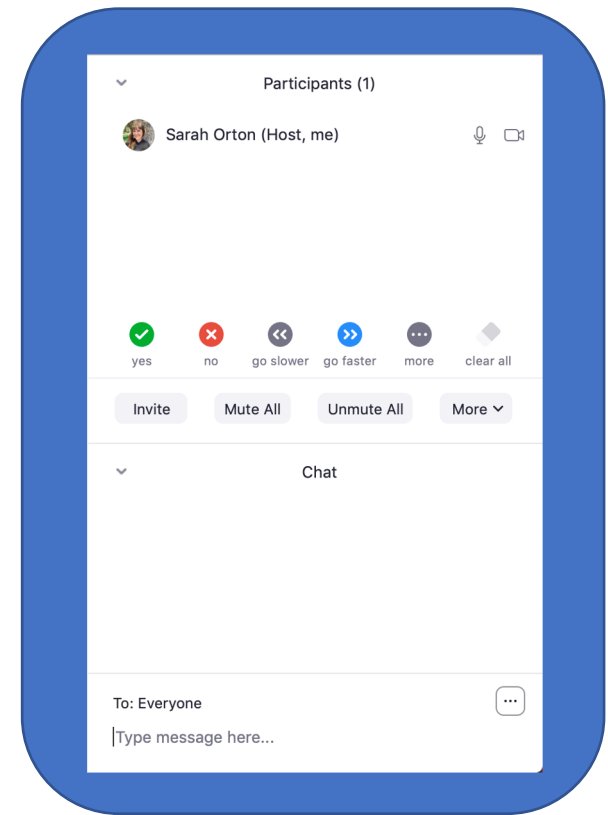 Participants (1)
Sarah Orton (Host, me)
yes no go slower go faster more clear all
Invite Mute All Unmute All More
Chat
To: Everyone
Type message here...